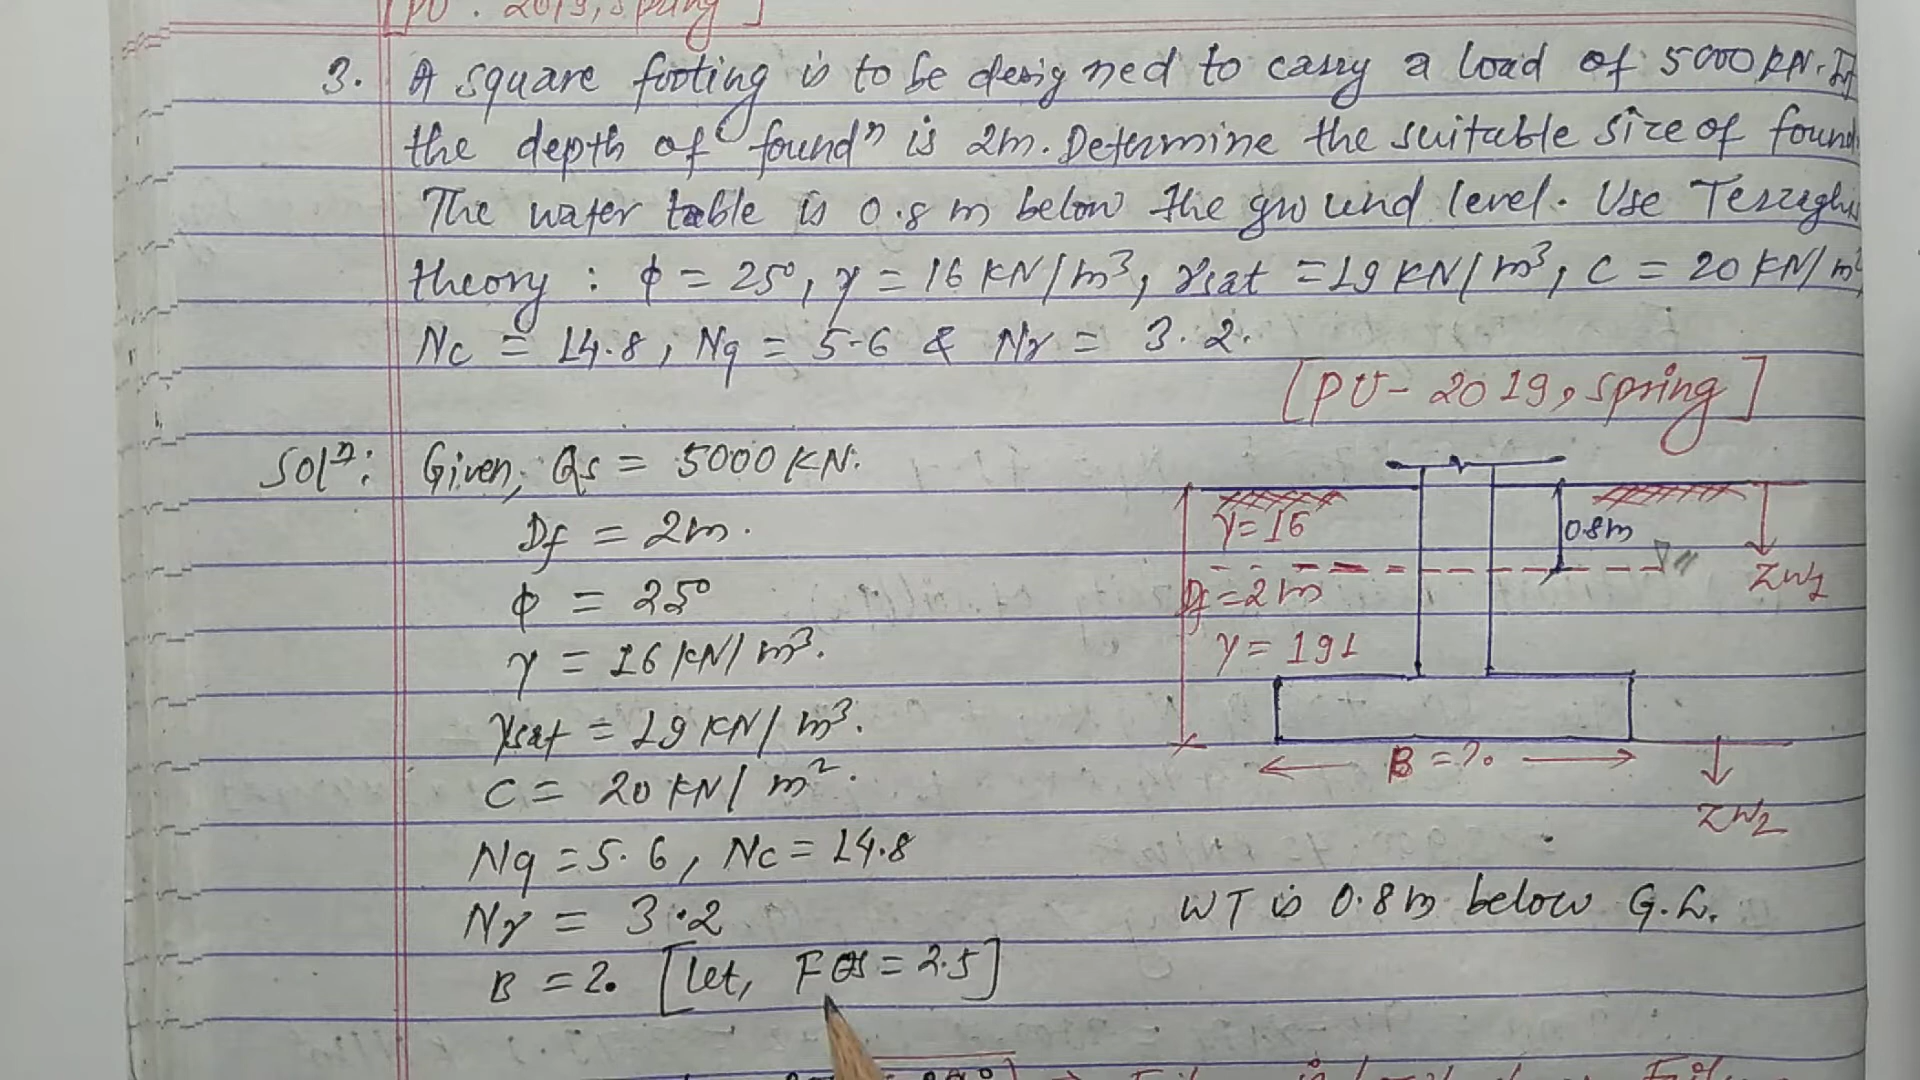 [PU. 2019, Spring]
3. A square footing is to be designed to carry a load of 5000 KN. If
the depth of foundⁿ is 2m. Determine the suitable size of found
The water table is 0.8 m below the ground level. Use Terzaghi
theory : φ = 25°, γ = 16 KN/m³, γsat = 19 KN/m³, C = 20 KN/m²
Nc = 14.8, Nq = 5.6 & Nγ = 3.2.
[PU - 2019, spring]
Solⁿ: Given, Qs = 5000 KN.
Df = 2m.
φ = 25°
γ = 16 KN/m³.
γsat = 19 KN/m³.
C = 20 KN/m².
Nq = 5.6, Nc = 14.8
Nγ = 3.2
B = ?. [let, FOS = 2.5]
γ = 16
0.8m
Zw1
Df = 2m
γ = 19
B = ?.
Zw2
WT is 0.8m below G.L.